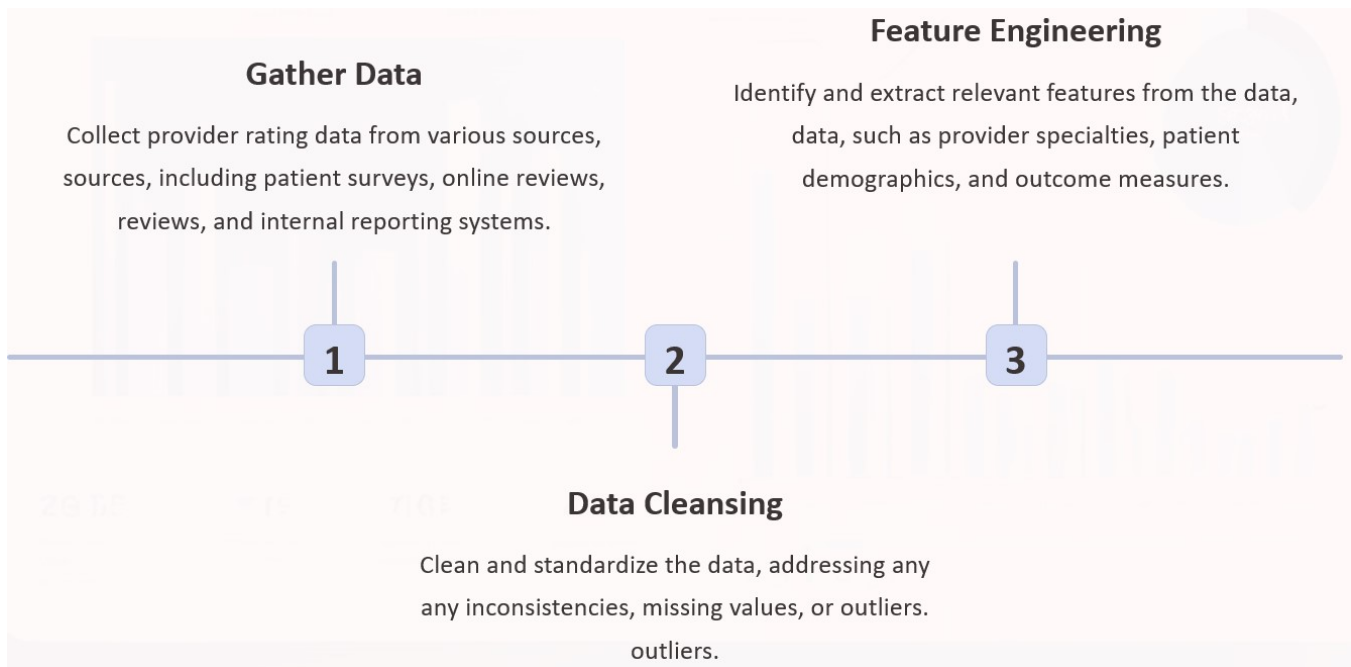 Gather Data
Collect provider rating data from various sources,
sources, including patient surveys, online reviews,
reviews, and internal reporting systems.
1
2
Data Cleansing
Clean and standardize the data, addressing any
any inconsistencies, missing values, or outliers.
outliers.
Feature Engineering
Identify and extract relevant features from the data,
data, such as provider specialties, patient
demographics, and outcome measures.
3